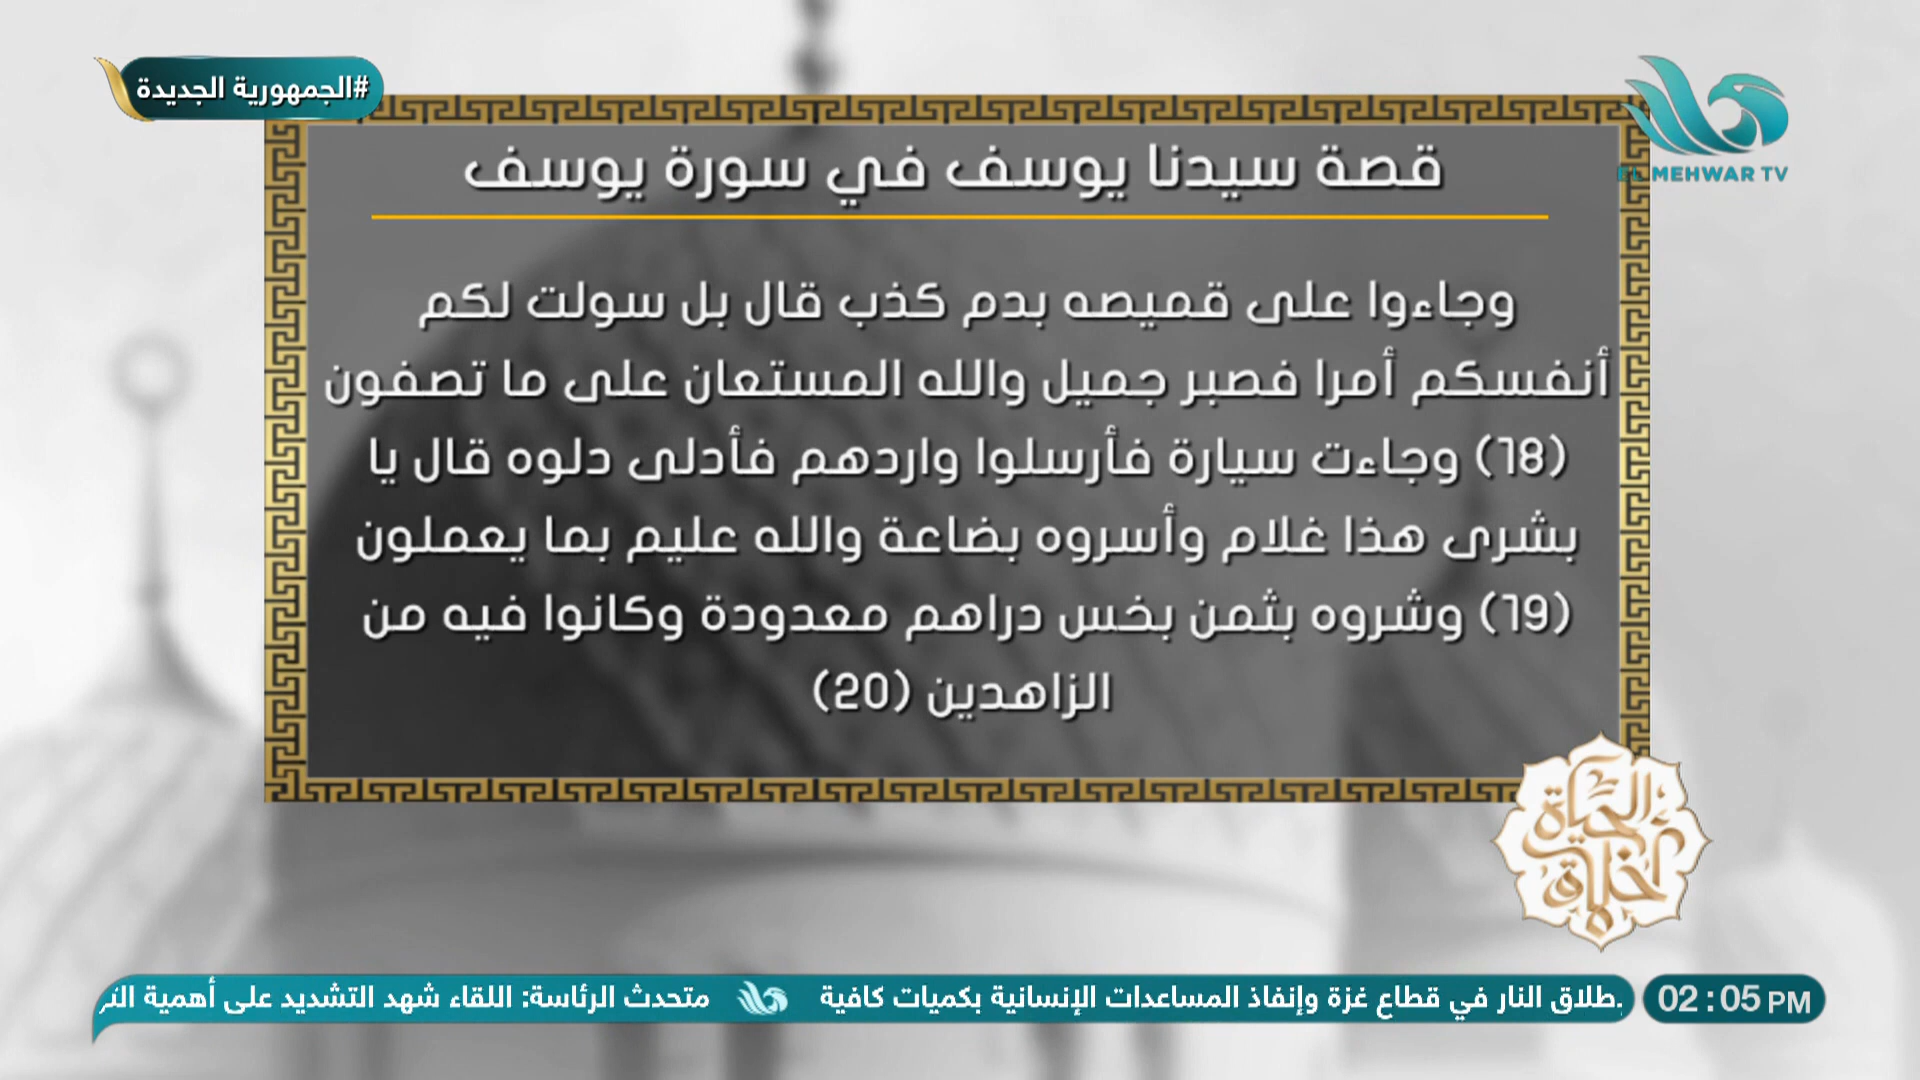 #الجمهورية الجديدة
EL MEHWAR TV
قصة سيدنا يوسف في سورة يوسف
وجاءوا على قميصه بدم كذب قال بل سولت لكم
أنفسكم أمرا فصبر جميل والله المستعان على ما تصفون
(18) وجاءت سيارة فأرسلوا واردهم فأدلى دلوه قال يا
بشرى هذا غلام وأسروه بضاعة والله عليم بما يعملون
(19) وشروه بثمن بخس دراهم معدودة وكانوا فيه من
الزاهدين (20)
الحياة
أخلاق
طلاق النار في قطاع غزة وإنفاذ المساعدات الإنسانية بكميات كافية
متحدث الرئاسة: اللقاء شهد التشديد على أهمية
02:05 PM